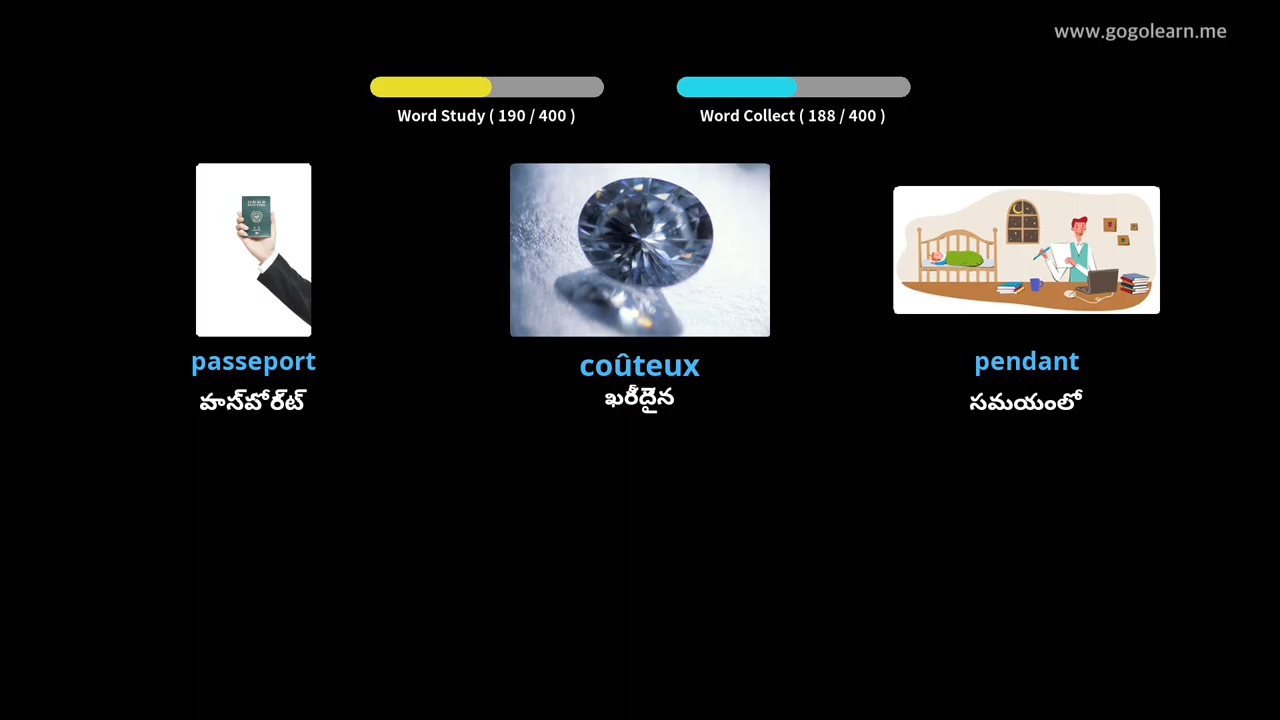 www.gogolearn.me
Word Study ( 190 / 400 )
Word Collect ( 188 / 400 )
passeport
coûteux
pendant
పాస్‌పోర్ట్
ఖరీదైన
సమయంలో